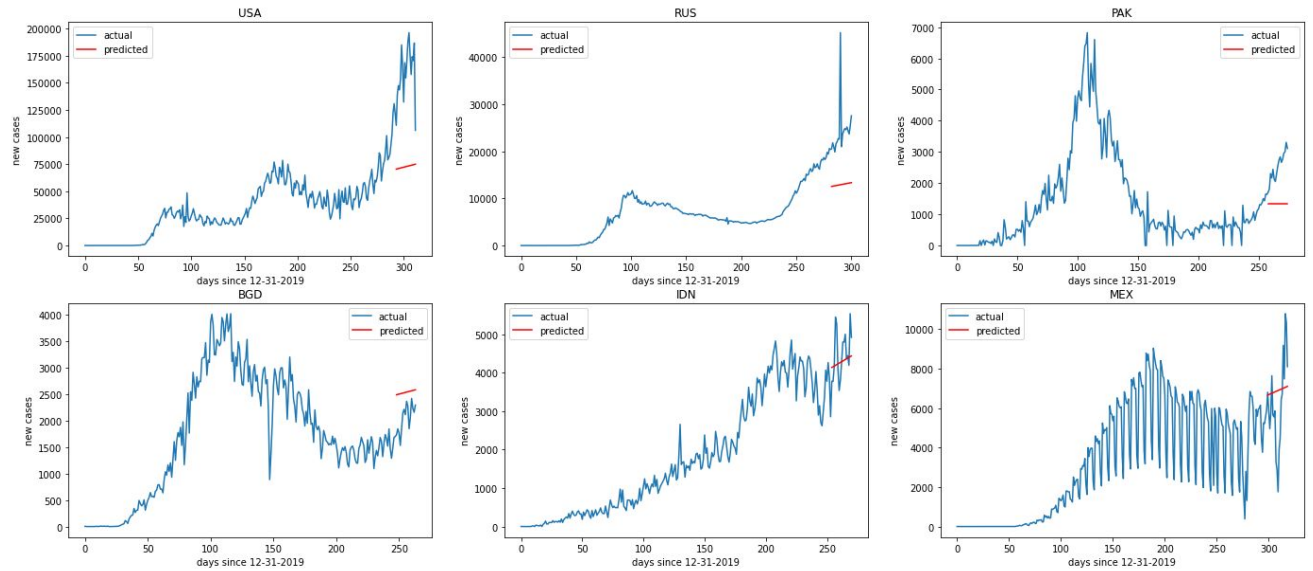 USA
200000
175000
150000
125000
100000
75000
50000
25000
0
new cases
actual
predicted
0 50 100 150 200 250 300
days since 12-31-2019
RUS
40000
30000
20000
10000
0
new cases
actual
predicted
0 50 100 150 200 250 300
days since 12-31-2019
PAK
7000
6000
5000
4000
3000
2000
1000
0
new cases
actual
predicted
0 50 100 150 200 250
days since 12-31-2019
BGD
4000
3500
3000
2500
2000
1500
1000
500
0
new cases
actual
predicted
0 50 100 150 200 250
days since 12-31-2019
IDN
5000
4000
3000
2000
1000
0
new cases
actual
predicted
0 50 100 150 200 250
days since 12-31-2019
MEX
10000
8000
6000
4000
2000
0
new cases
actual
predicted
0 50 100 150 200 250 300
days since 12-31-2019